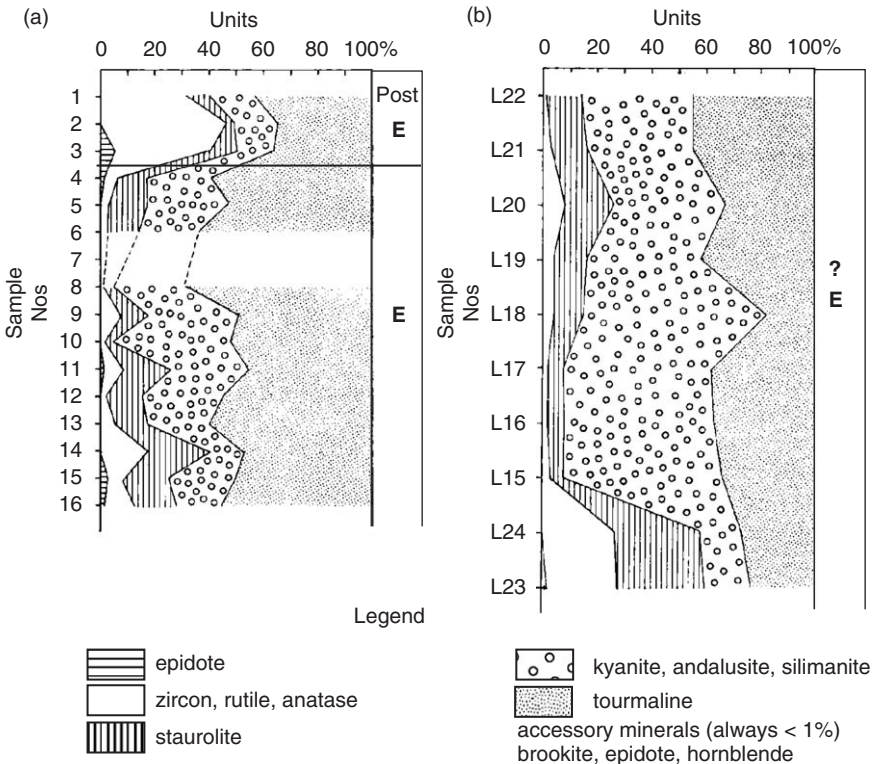 (a)
Units
0 20 40 60 80 100%
Sample
Nos
1
2
3
4
5
6
7
8
9
10
11
12
13
14
15
16
Post
E
E
(b)
Units
0 20 40 60 80 100%
Sample
Nos
L22
L21
L20
L19
L18
L17
L16
L15
L24
L23
?
E
Legend
epidote
zircon, rutile, anatase
staurolite
kyanite, andalusite, silimanite
tourmaline
accessory minerals (always < 1%)
brookite, epidote, hornblende